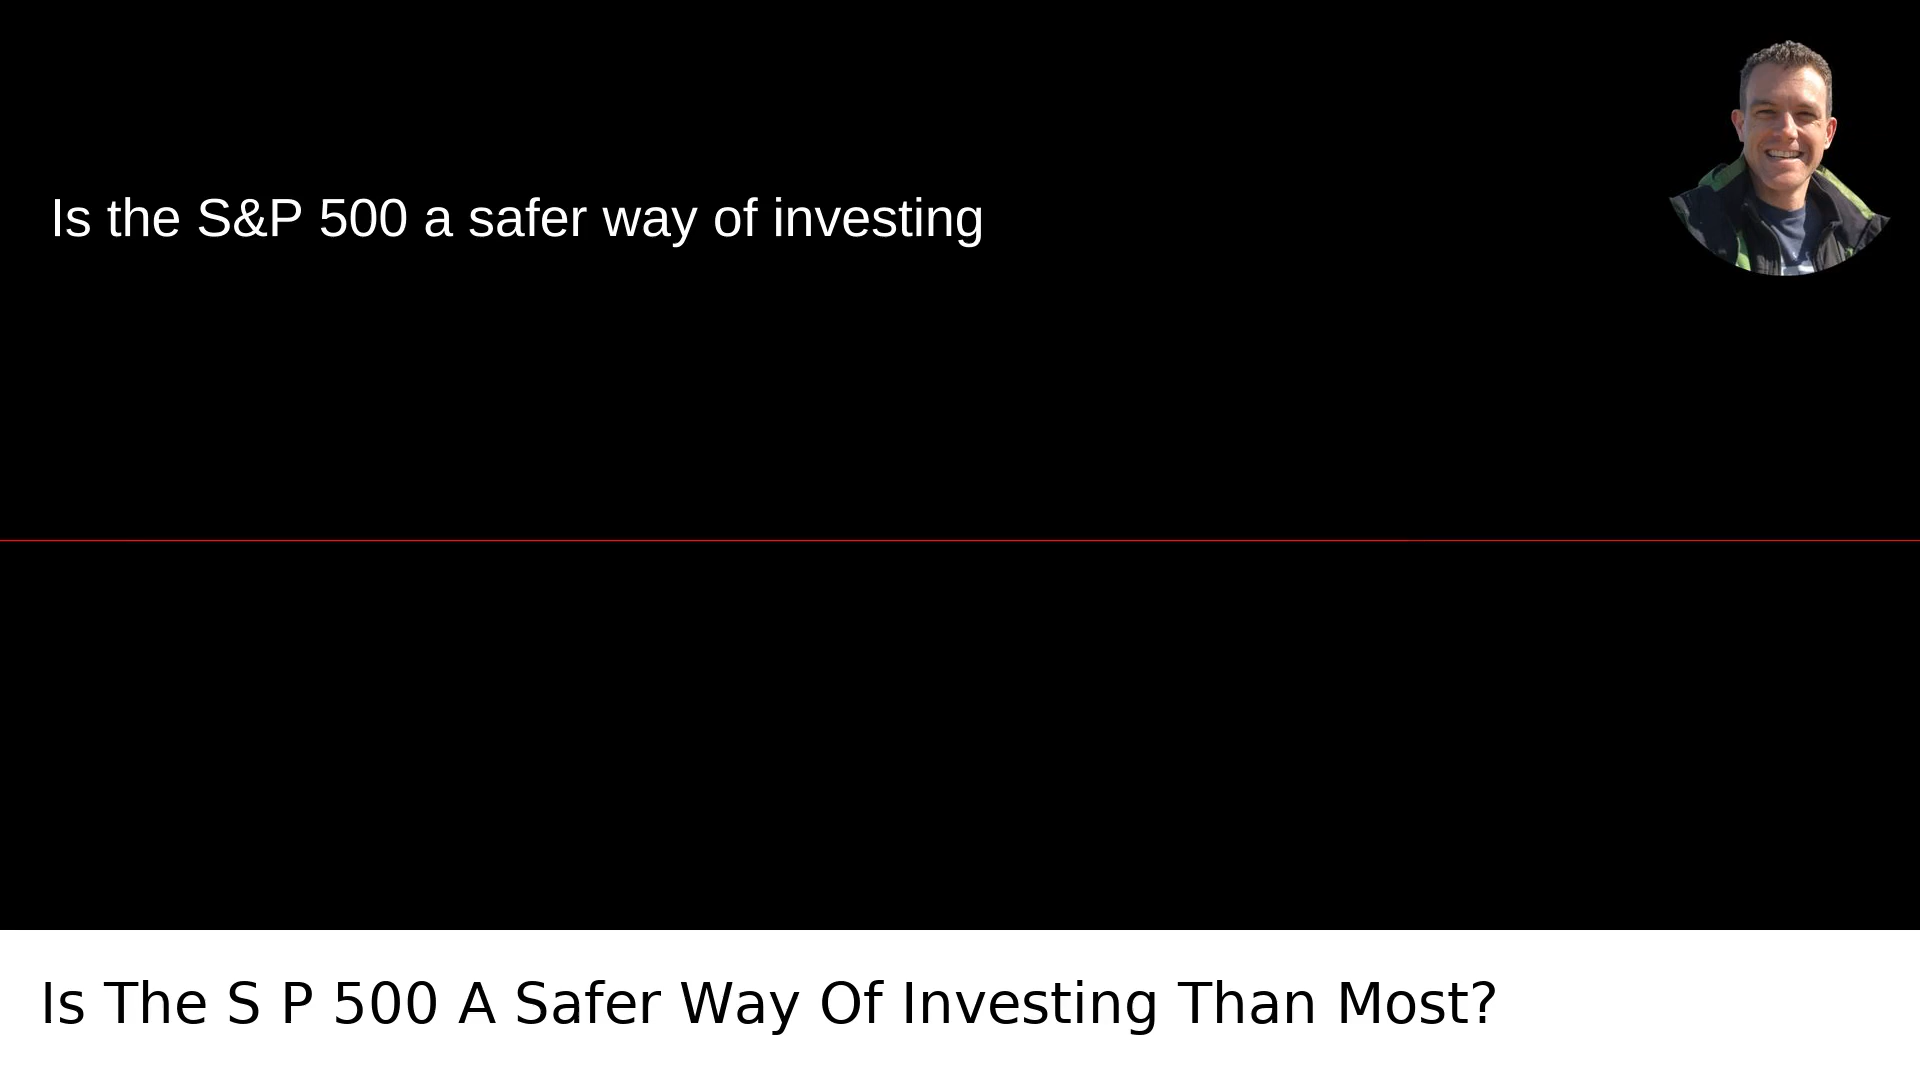 Is the S&P 500 a safer way of investing
Is The S P 500 A Safer Way Of Investing Than Most?